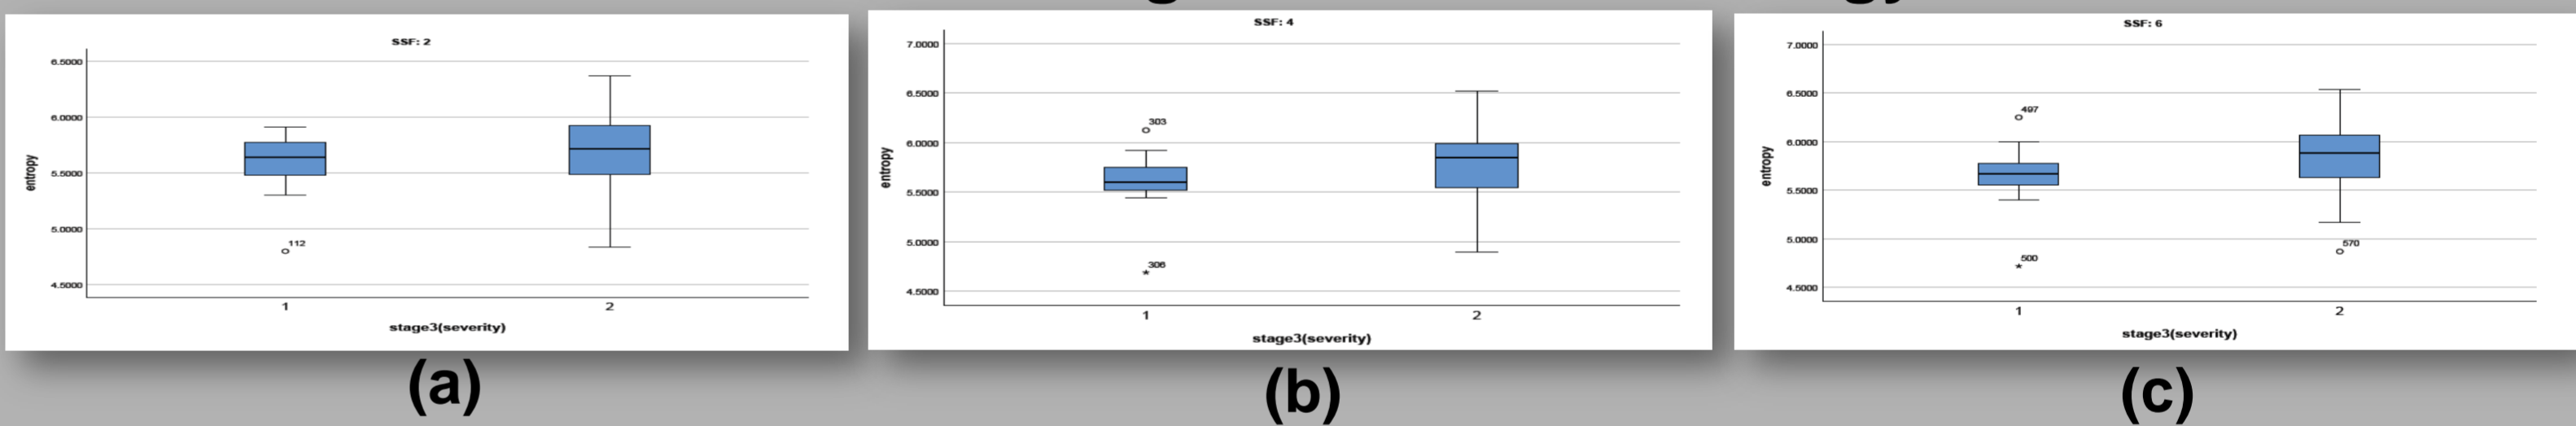 SSF: 2
6.5000
6.0000
5.5000
5.0000
4.5000
entropy
112
1
2
stage3(severity)
(a)
SSF: 4
7.0000
6.5000
6.0000
5.5000
5.0000
4.5000
entropy
303
306
1
2
stage3(severity)
(b)
SSF: 6
7.0000
6.5000
6.0000
5.5000
5.0000
4.5000
entropy
497
500
570
1
2
stage3(severity)
(c)